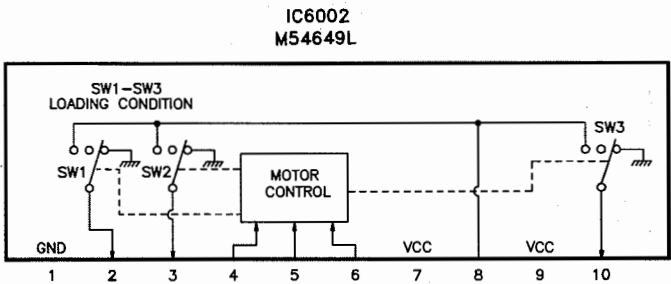 IC6002
M54649L
SW1-SW3
LOADING CONDITION
SW3
SW1
SW2
MOTOR
CONTROL
GND
VCC
VCC
1 2 3 4 5 6 7 8 9 10